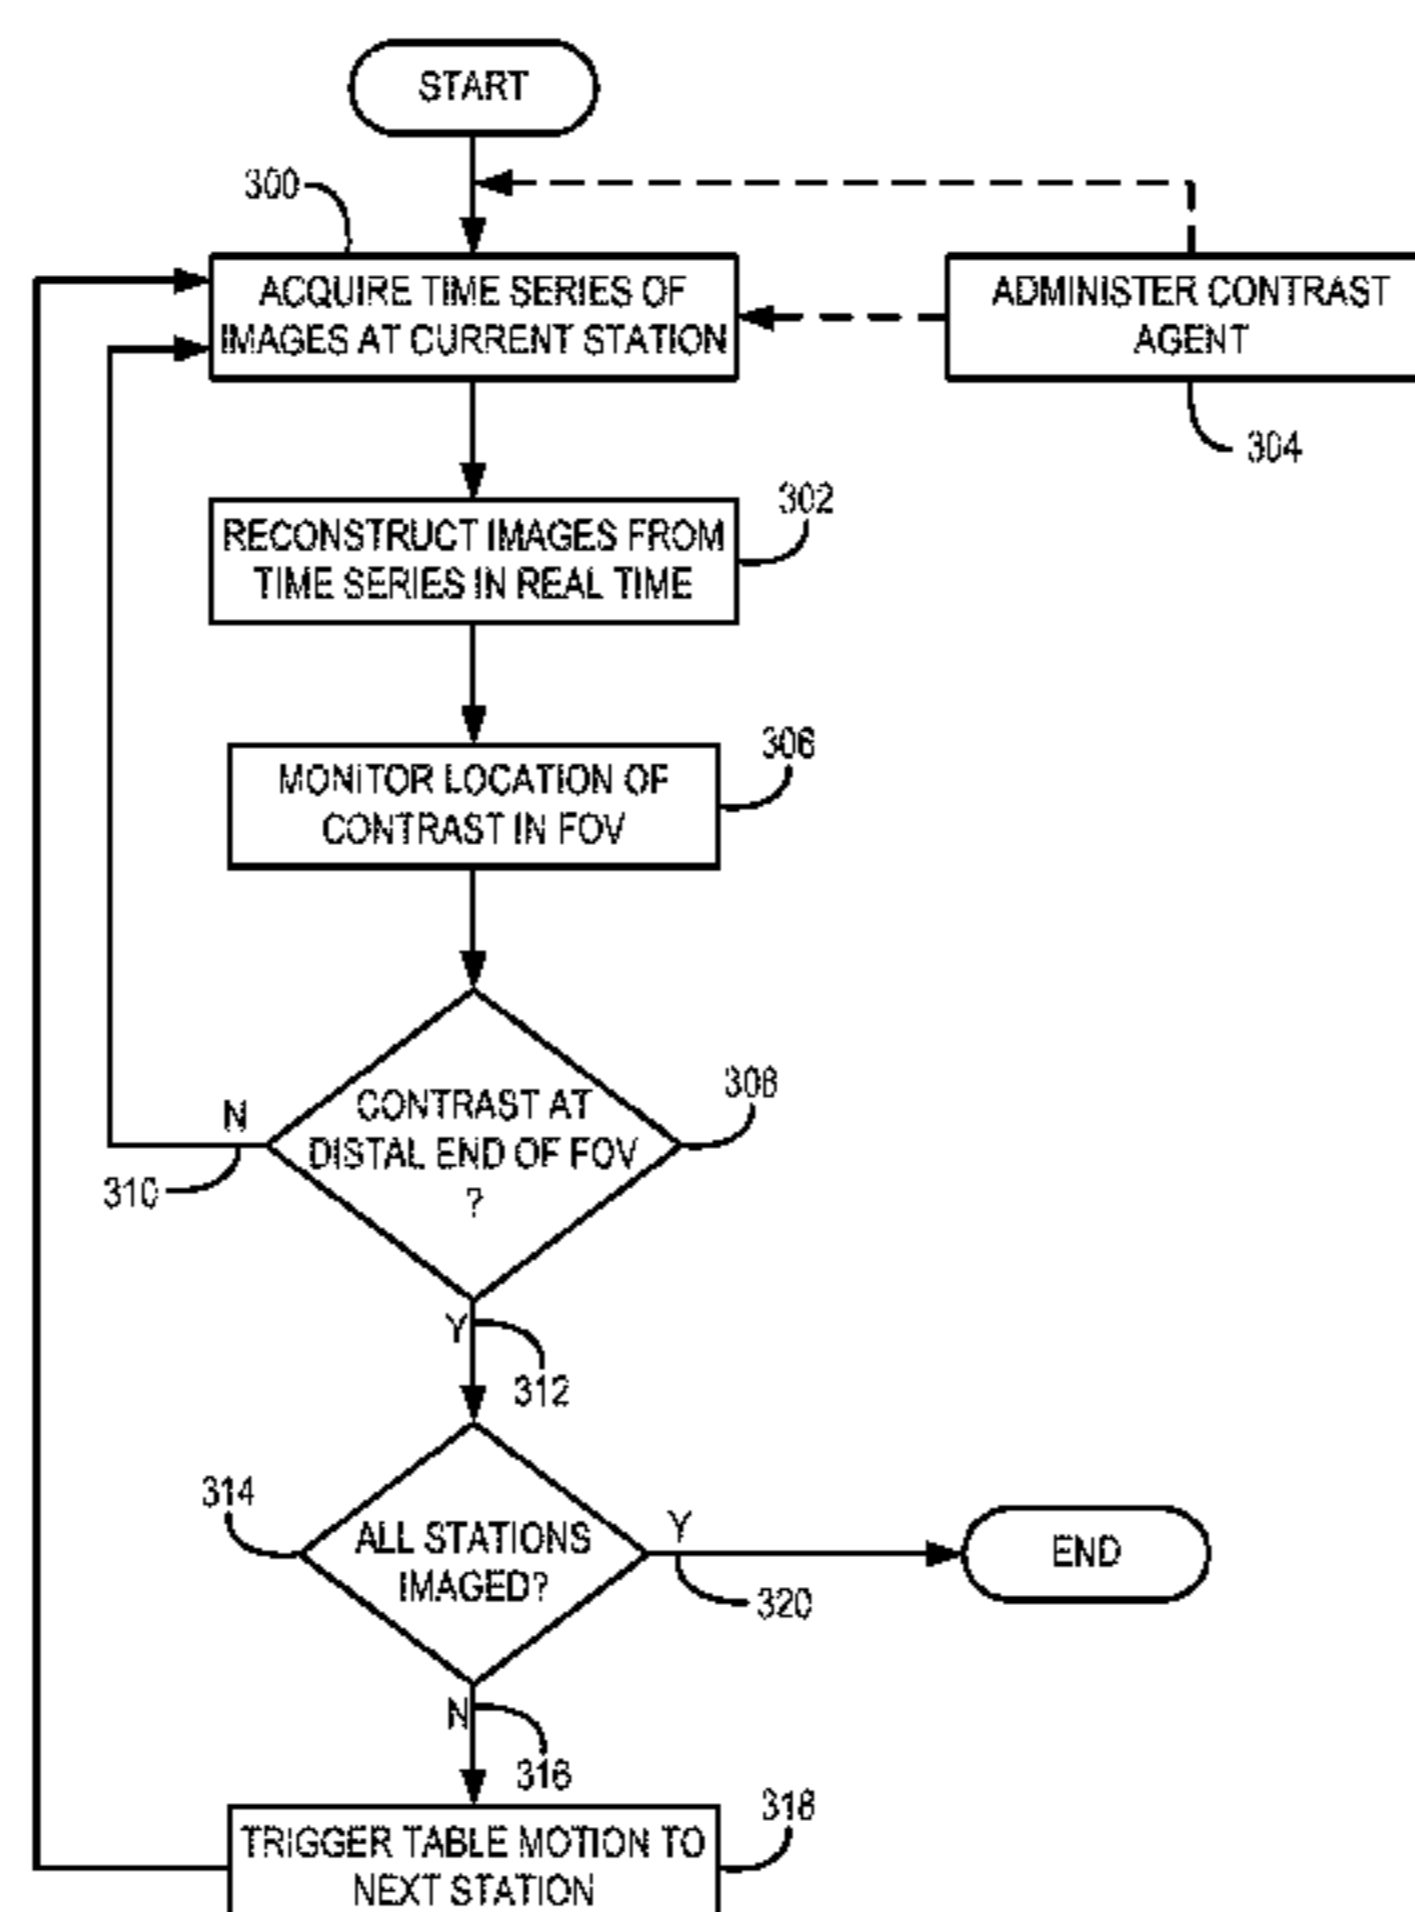 START
300
ACQUIRE TIME SERIES OF
IMAGES AT CURRENT STATION
ADMINISTER CONTRAST
AGENT
304
302
RECONSTRUCT IMAGES FROM
TIME SERIES IN REAL TIME
306
MONITOR LOCATION OF
CONTRAST IN FOV
308
CONTRAST AT
DISTAL END OF FOV
?
N
310
Y
312
314
ALL STATIONS
IMAGED?
Y
320
END
N
316
318
TRIGGER TABLE MOTION TO
NEXT STATION